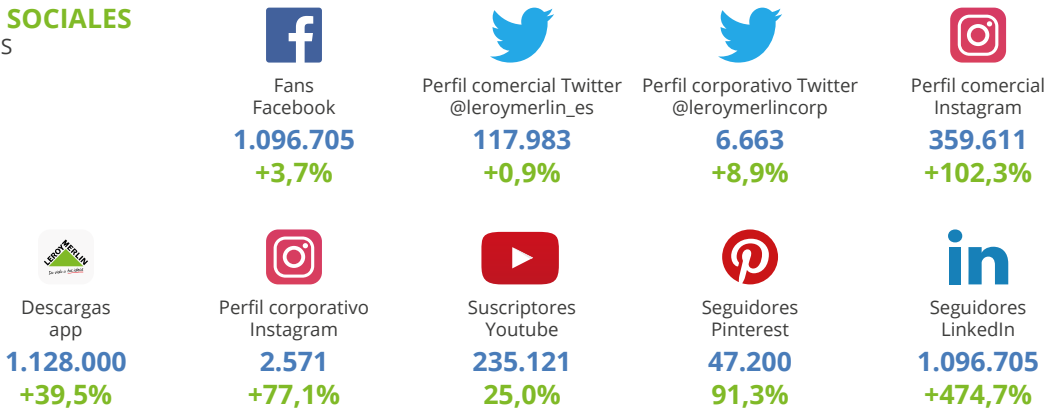 SOCIALES
S
Fans
Facebook
1.096.705
+3,7%
Perfil comercial Twitter
@leroymerlin_es
117.983
+0,9%
Perfil corporativo Twitter
@leroymerlincorp
6.663
+8,9%
Perfil comercial
Instagram
359.611
+102,3%
LEROY MERLIN
Descargas
app
1.128.000
+39,5%
Perfil corporativo
Instagram
2.571
+77,1%
Suscriptores
Youtube
235.121
25,0%
Seguidores
Pinterest
47.200
91,3%
in
Seguidores
LinkedIn
1.096.705
+474,7%